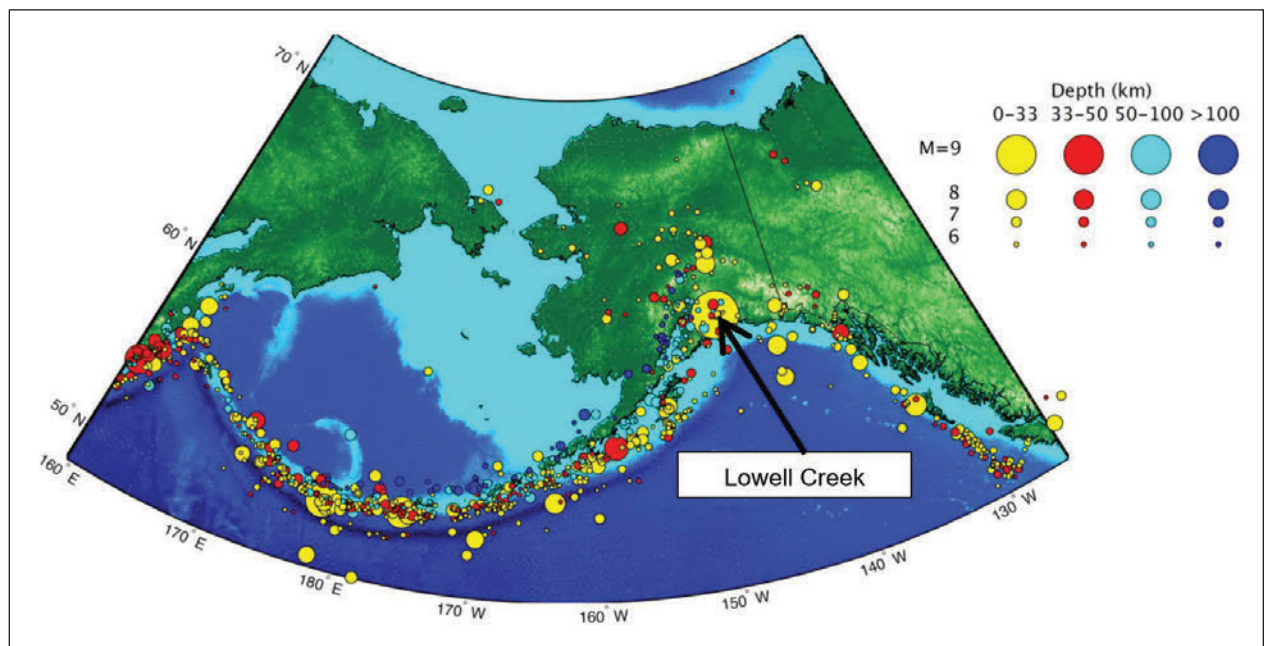 Depth (km)
0–33 33–50 50–100 >100
M=9
8
7
6
70° N
60° N
50° N
160° E
170° E
180° E
170° W
160° W
150° W
140° W
130° W
Lowell Creek